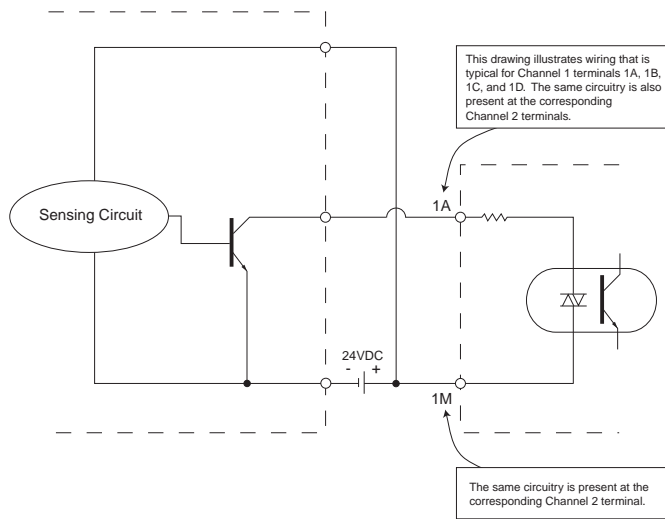 This drawing illustrates wiring that is
typical for Channel 1 terminals 1A, 1B,
1C, and 1D. The same circuitry is also
present at the corresponding
Channel 2 terminals.
1A
Sensing Circuit
24VDC
- +
1M
The same circuitry is present at the
corresponding Channel 2 terminal.